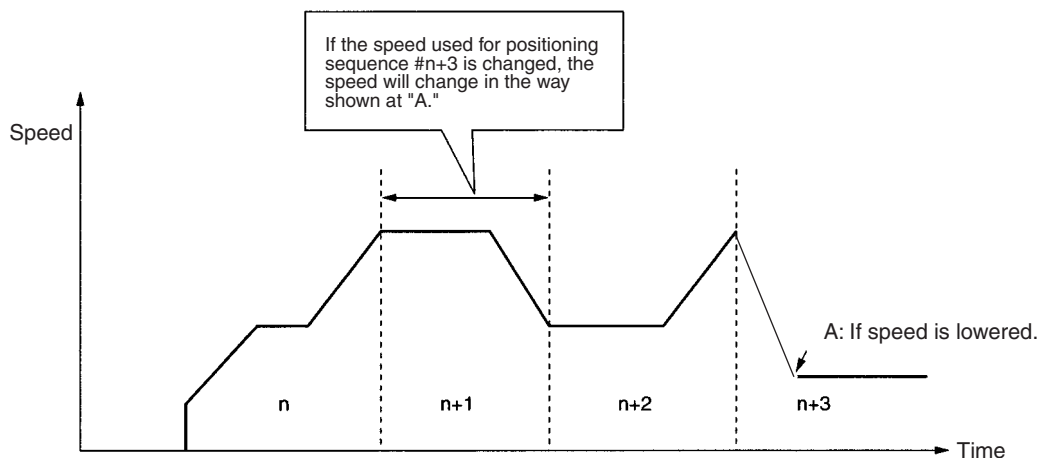 If the speed used for positioning
sequence #n+3 is changed, the
speed will change in the way
shown at "A."
Speed
A: If speed is lowered.
n
n+1
n+2
n+3
Time